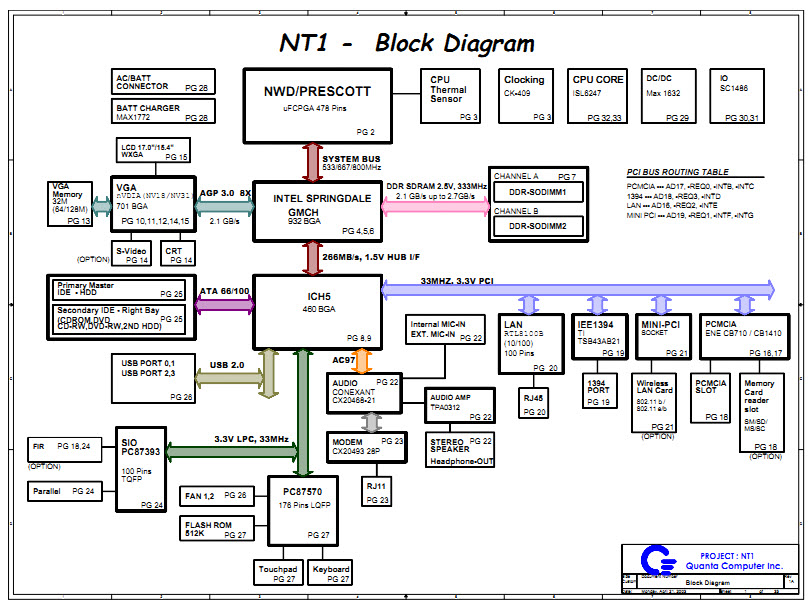 NT1 - Block Diagram
AC/BATT
CONNECTOR PG 28
BATT CHARGER
MAX1772 PG 28
NWD/PRESCOTT
uFCPGA 478 Pins
PG 2
CPU
Thermal
Sensor
PG 3
Clocking
CK-409
PG 3
CPU CORE
ISL6247
PG 32,33
DC/DC
Max 1632
PG 29
IO
SC1486
PG 30,31
LCD 17.0"/15.4"
WXGA
PG 15
SYSTEM BUS
533/667/800MHz
VGA
Memory
32M
(64/128M)
PG 13
VGA
nVIDIA (NV18/NV31)
701 BGA
PG 10,11,12,14,15
AGP 3.0 8X
2.1 GB/s
INTEL SPRINGDALE
GMCH
932 BGA
PG 4,5,6
DDR SDRAM 2.5V, 333MHz
2.1 GB/s up to 2.7GB/s
CHANNEL A PG 7
DDR-SODIMM1
CHANNEL B
DDR-SODIMM2
PCI BUS ROUTING TABLE
PCMCIA --- AD17, -REQ0, -INTB, -INTC
1394 --- AD18, -REQ3, -INTD
LAN --- AD16, -REQ2, -INTE
MINI PCI --- AD19, -REQ1, -INTF, -INTG
(OPTION)
S-Video
PG 14
CRT
PG 14
266MB/s, 1.5V HUB I/F
Primary Master
IDE - HDD PG 25
Secondary IDE - Right Bay
(CDROM,DVD
CD-RW,DVD-RW,2ND HDD)
PG 25
ATA 66/100
ICH5
460 BGA
PG 8,9
33MHZ, 3.3V PCI
Internal MIC-IN
EXT. MIC-IN PG 22
LAN
RTL8100B
(10/100)
100 Pins
PG 20
IEE1394
TI
TSB43AB21
PG 19
MINI-PCI
SOCKET
PG 21
PCMCIA
ENE CB710 / CB1410
PG 16,17
USB PORT 0,1
USB PORT 2,3
PG 26
USB 2.0
AC97
AUDIO PG 22
CONEXANT
CX20468-21
AUDIO AMP
TPA0312
PG 22
RJ45
PG 20
1394
PORT
PG 19
Wireless
LAN Card
802.11 b /
802.11 a/b
PG 21
(OPTION)
PCMCIA
SLOT
PG 18
Memory
Card
reader
slot
SM/SD/
MS/SC
PG 18
(OPTION)
FIR PG 18,24
(OPTION)
SIO
PC87393
100 Pins
TQFP
PG 24
3.3V LPC, 33MHz
MODEM PG 23
CX20493 28P
STEREO PG 22
SPEAKER
Headphone-OUT
Parallel PG 24
FAN 1,2 PG 26
FLASH ROM
512K PG 27
PC87570
176 Pins LQFP
PG 27
RJ11
PG 23
Touchpad
PG 27
Keyboard
PG 27
PROJECT : NT1
Quanta Computer Inc.
Size
Document Number
Rev
Custom
Block Diagram
1A
Date: Monday, April 21, 2003
Sheet 1 of